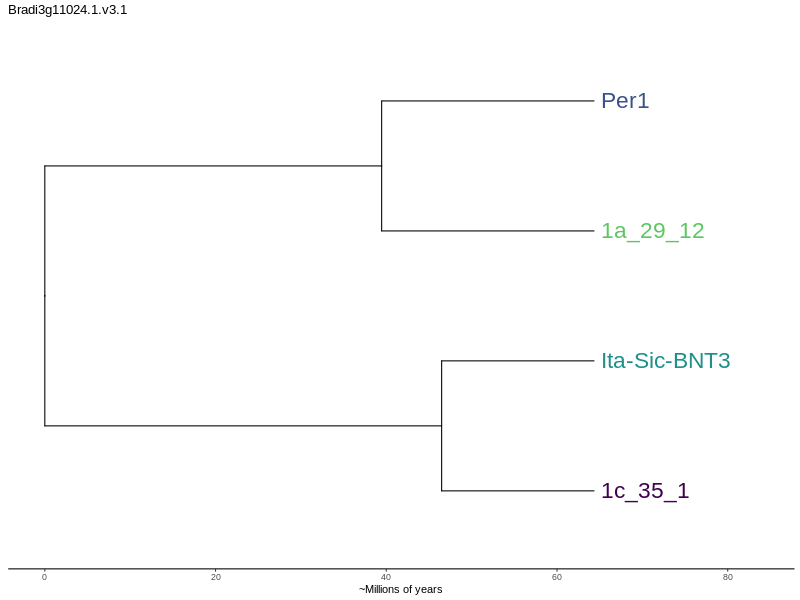 Bradi3g11024.1.v3.1
Per1
1a_29_12
Ita-Sic-BNT3
1c_35_1
0 20 40 60 80
~Millions of years